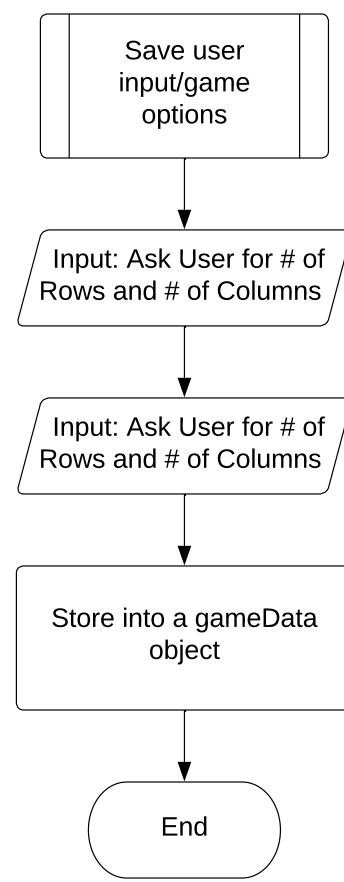 Save user
input/game
options
Input: Ask User for # of
Rows and # of Columns
Input: Ask User for # of
Rows and # of Columns
Store into a gameData
object
End